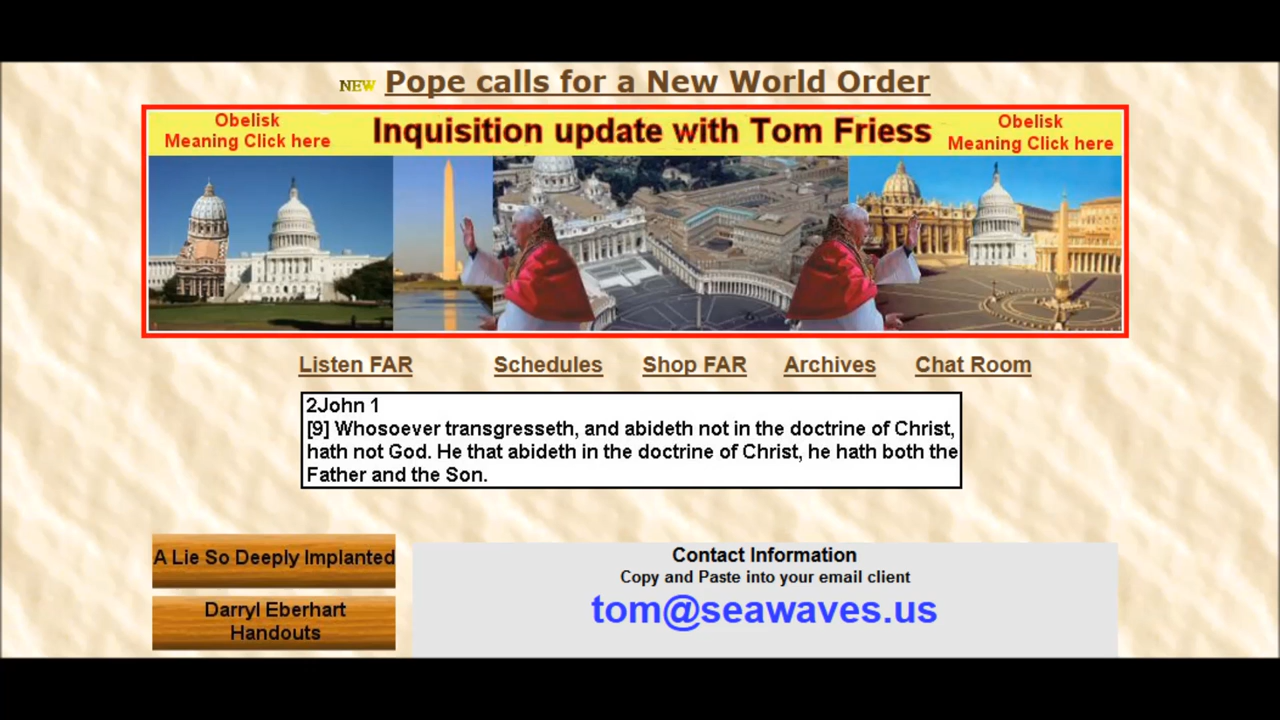 NEW Pope calls for a New World Order
Obelisk
Meaning Click here
Inquisition update with Tom Friess
Obelisk
Meaning Click here
Listen FAR Schedules Shop FAR Archives Chat Room
2John 1
[9] Whosoever transgresseth, and abideth not in the doctrine of Christ,
hath not God. He that abideth in the doctrine of Christ, he hath both the
Father and the Son.
A Lie So Deeply Implanted
Darryl Eberhart
Handouts
Contact Information
Copy and Paste into your email client
tom@seawaves.us